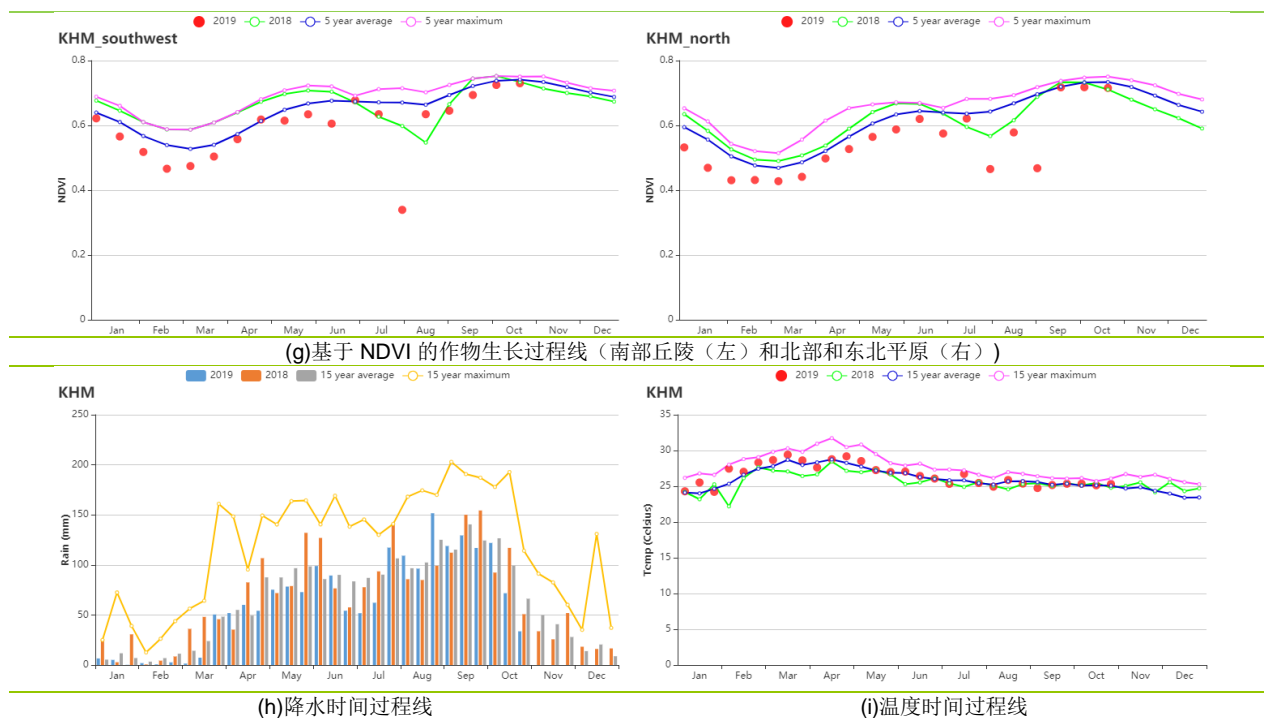 2019 2018 5 year average 5 year maximum
KHM_southwest
0.8
0.6
0.4
0.2
0
NDVI
Jan Feb Mar Apr May Jun Jul Aug Sep Oct Nov Dec
2019 2018 5 year average 5 year maximum
KHM_north
0.8
0.6
0.4
0.2
0
NDVI
Jan Feb Mar Apr May Jun Jul Aug Sep Oct Nov Dec
(g)基于 NDVI 的作物生长过程线（南部丘陵（左）和北部和东北平原（右）)
2019 2018 15 year average 15 year maximum
KHM
250
200
150
100
50
0
Rain (mm)
Jan Feb Mar Apr May Jun Jul Aug Sep Oct Nov Dec
2019 2018 15 year average 15 year maximum
KHM
35
30
25
20
15
10
5
0
Temp (Celsius)
Jan Feb Mar Apr May Jun Jul Aug Sep Oct Nov Dec
(h)降水时间过程线
(i)温度时间过程线